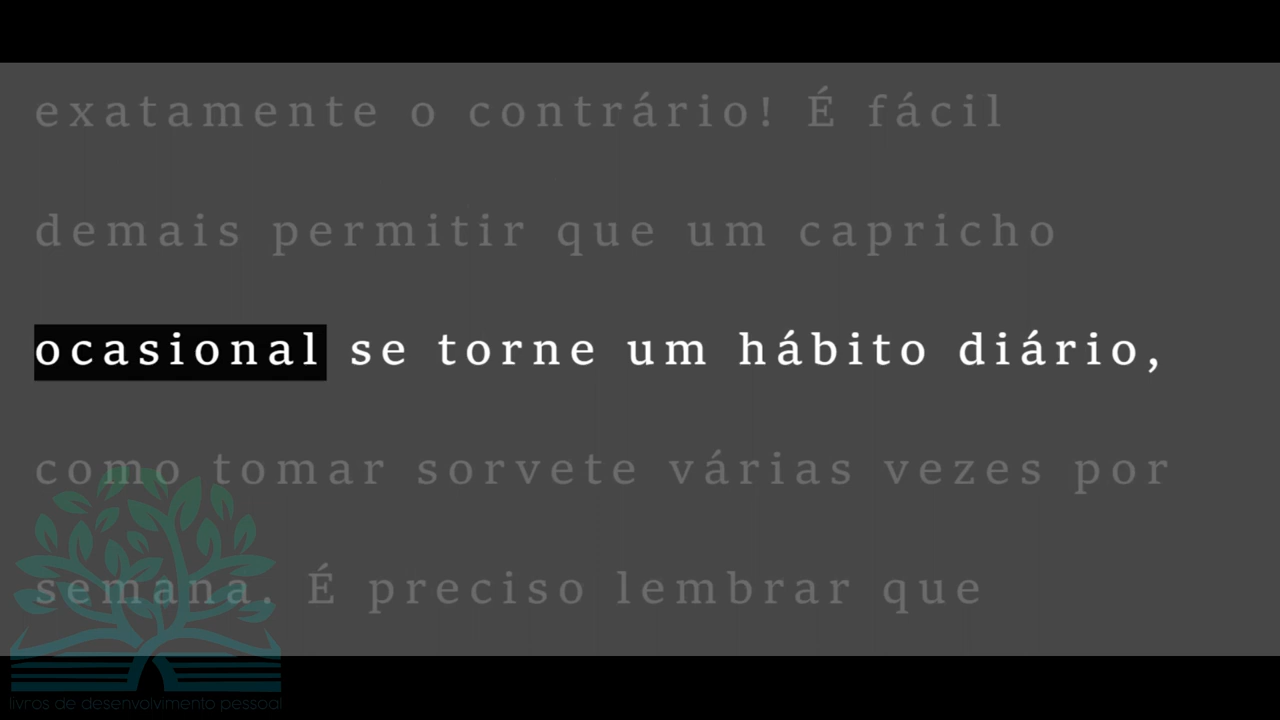 exatamente o contrário! É fácil
demais permitir que um capricho
ocasional se torne um hábito diário,
como tomar sorvete várias vezes por
semana. É preciso lembrar que
livros de desenvolvimento pessoal